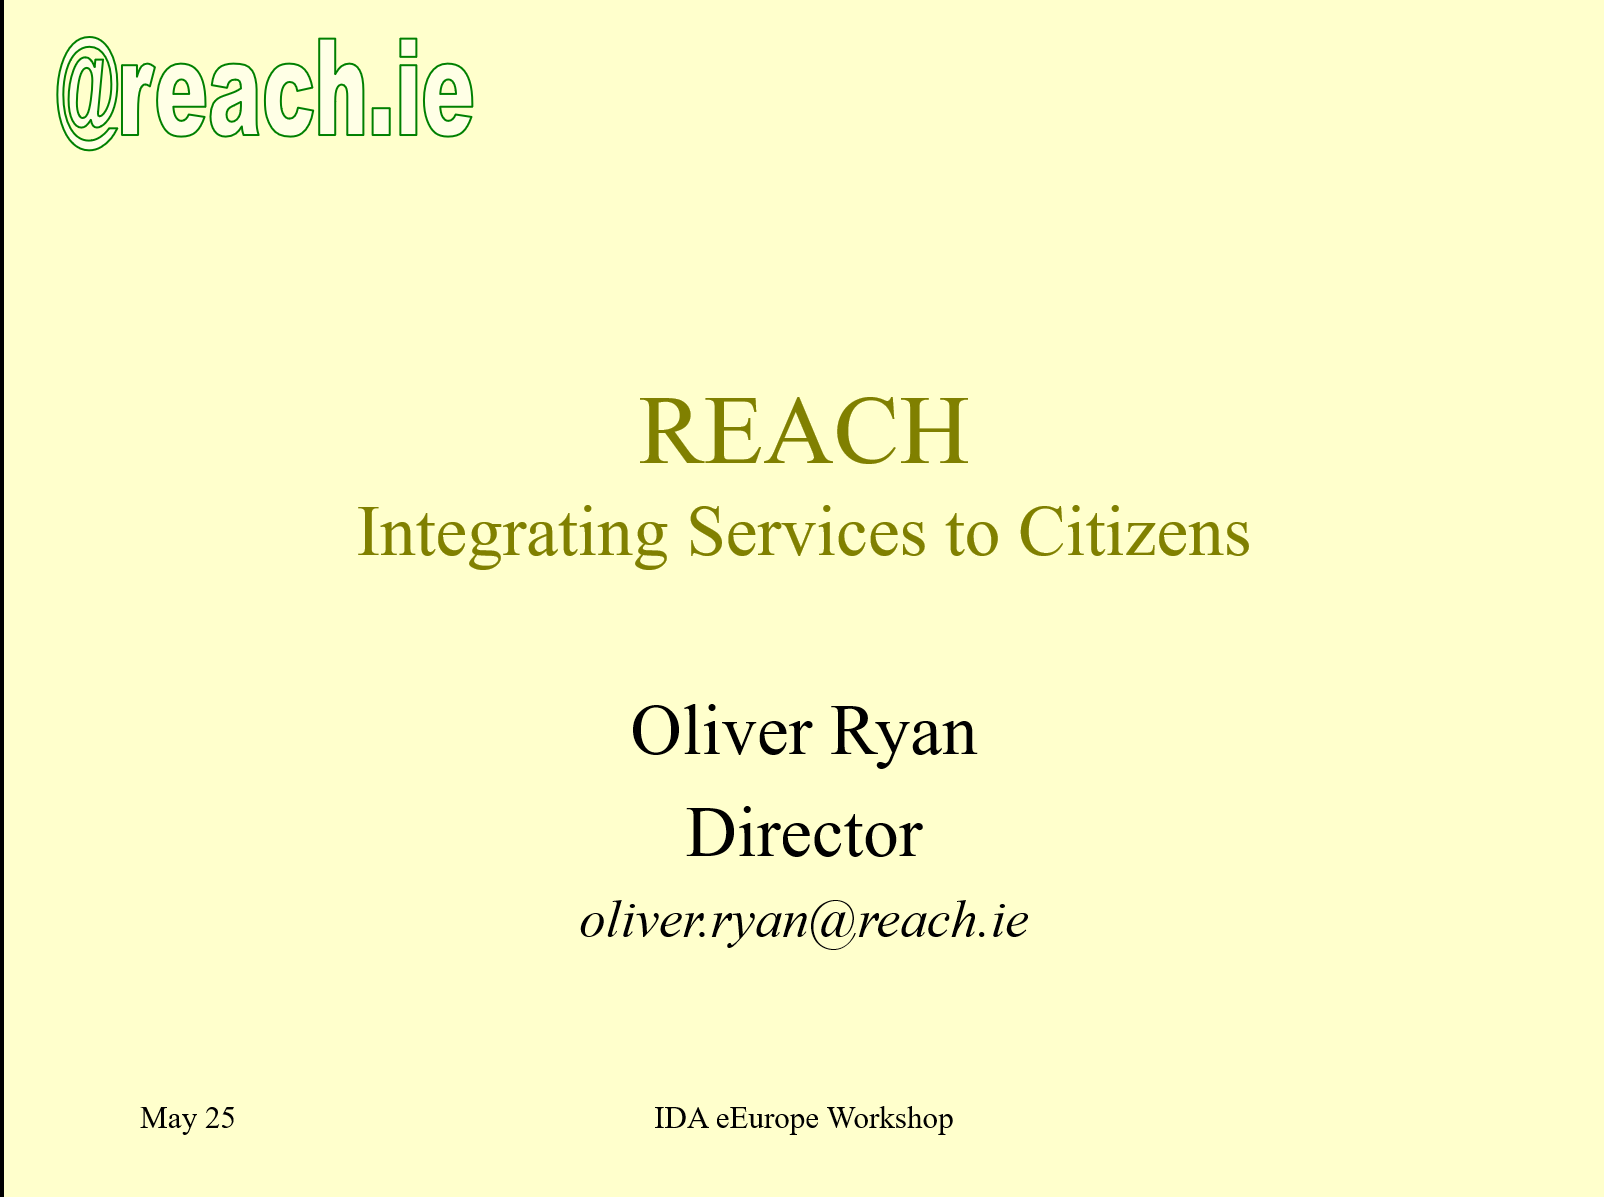 @reach.ie
REACH
Integrating Services to Citizens
Oliver Ryan
Director
oliver.ryan@reach.ie
May 25
IDA eEurope Workshop